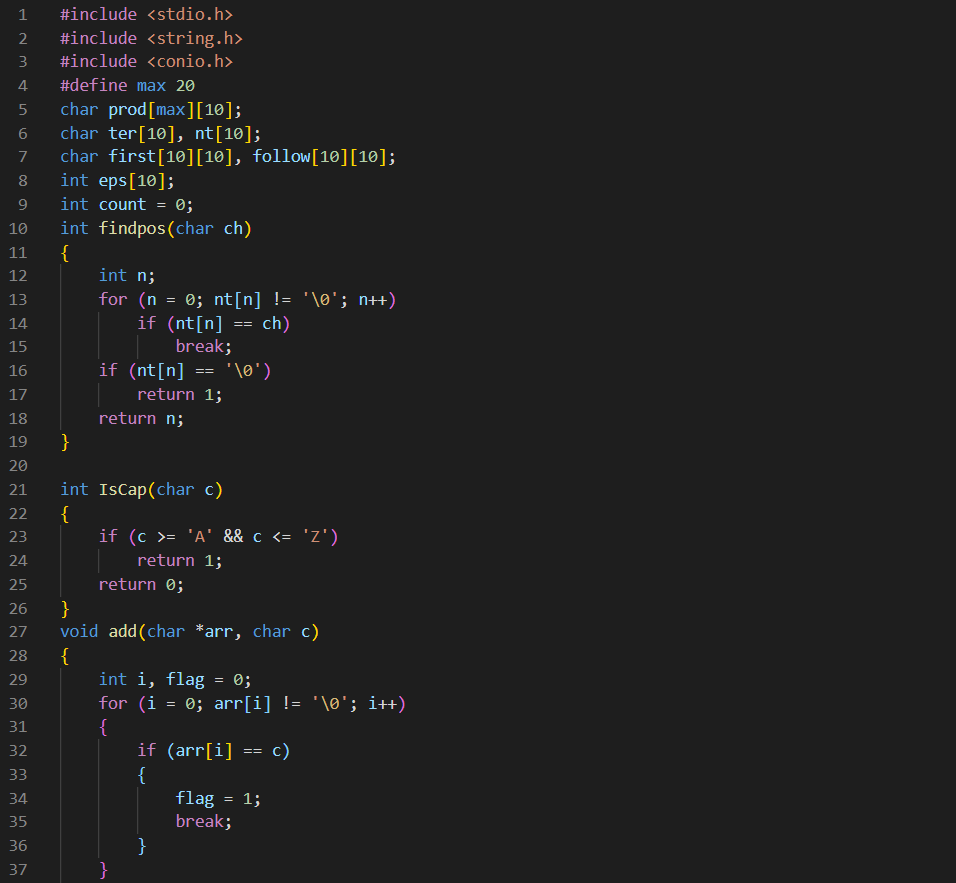 1 #include <stdio.h>
2 #include <string.h>
3 #include <conio.h>
4 #define max 20
5 char prod[max][10];
6 char ter[10], nt[10];
7 char first[10][10], follow[10][10];
8 int eps[10];
9 int count = 0;
10 int findpos(char ch)
11 {
12     int n;
13     for (n = 0; nt[n] != '\0'; n++)
14         if (nt[n] == ch)
15             break;
16     if (nt[n] == '\0')
17         return 1;
18     return n;
19 }
20
21 int IsCap(char c)
22 {
23     if (c >= 'A' && c <= 'Z')
24         return 1;
25     return 0;
26 }
27 void add(char *arr, char c)
28 {
29     int i, flag = 0;
30     for (i = 0; arr[i] != '\0'; i++)
31     {
32         if (arr[i] == c)
33         {
34             flag = 1;
35             break;
36         }
37     }